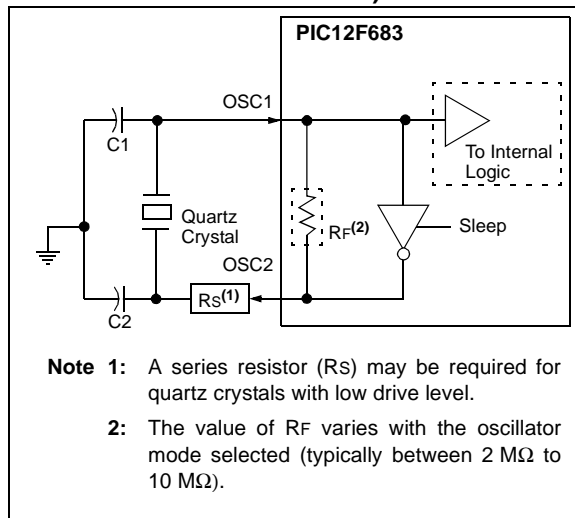 PIC12F683
OSC1
C1
To Internal
Logic
Quartz
Crystal
RF(2)
Sleep
OSC2
RS(1)
C2
Note 1: A series resistor (RS) may be required for
quartz crystals with low drive level.
2: The value of RF varies with the oscillator
mode selected (typically between 2 MΩ to
10 MΩ).